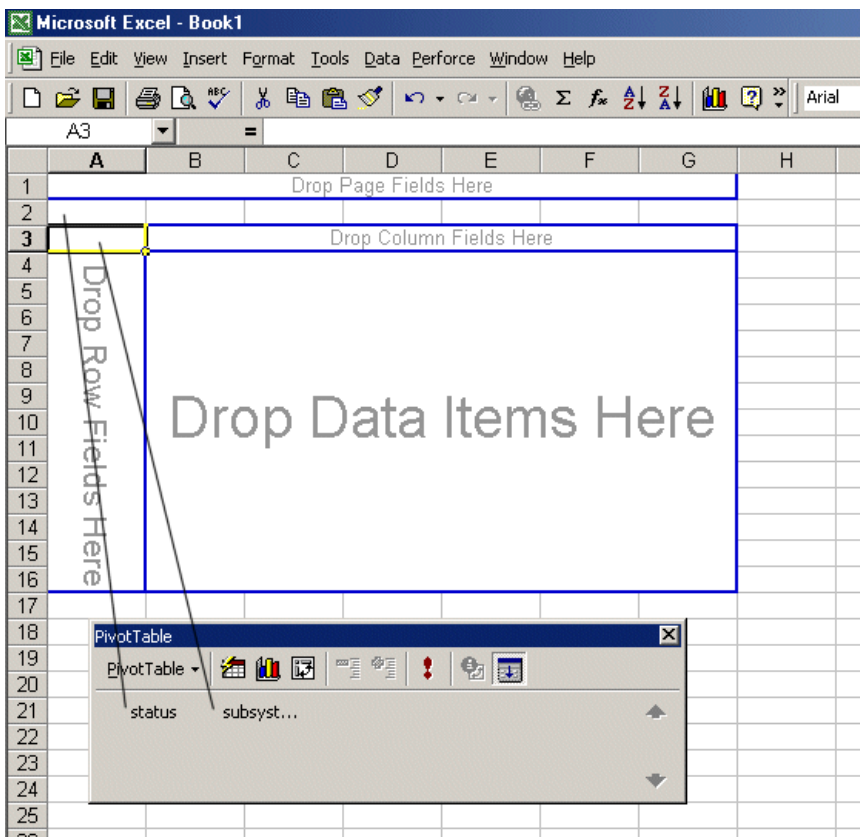 Microsoft Excel - Book1
File Edit View Insert Format Tools Data Perforce Window Help
ABC Σ fx A Z Z A ? » Arial
A3 =
A B C D E F G H
1 Drop Page Fields Here
2
3 Drop Column Fields Here
4
5
6
7
8
9
10 Drop Data Items Here
11
12
13
14
15
16
Drop Row Fields Here
17
18 PivotTable
19 PivotTable
20
21 status subsyst...
22
23
24
25